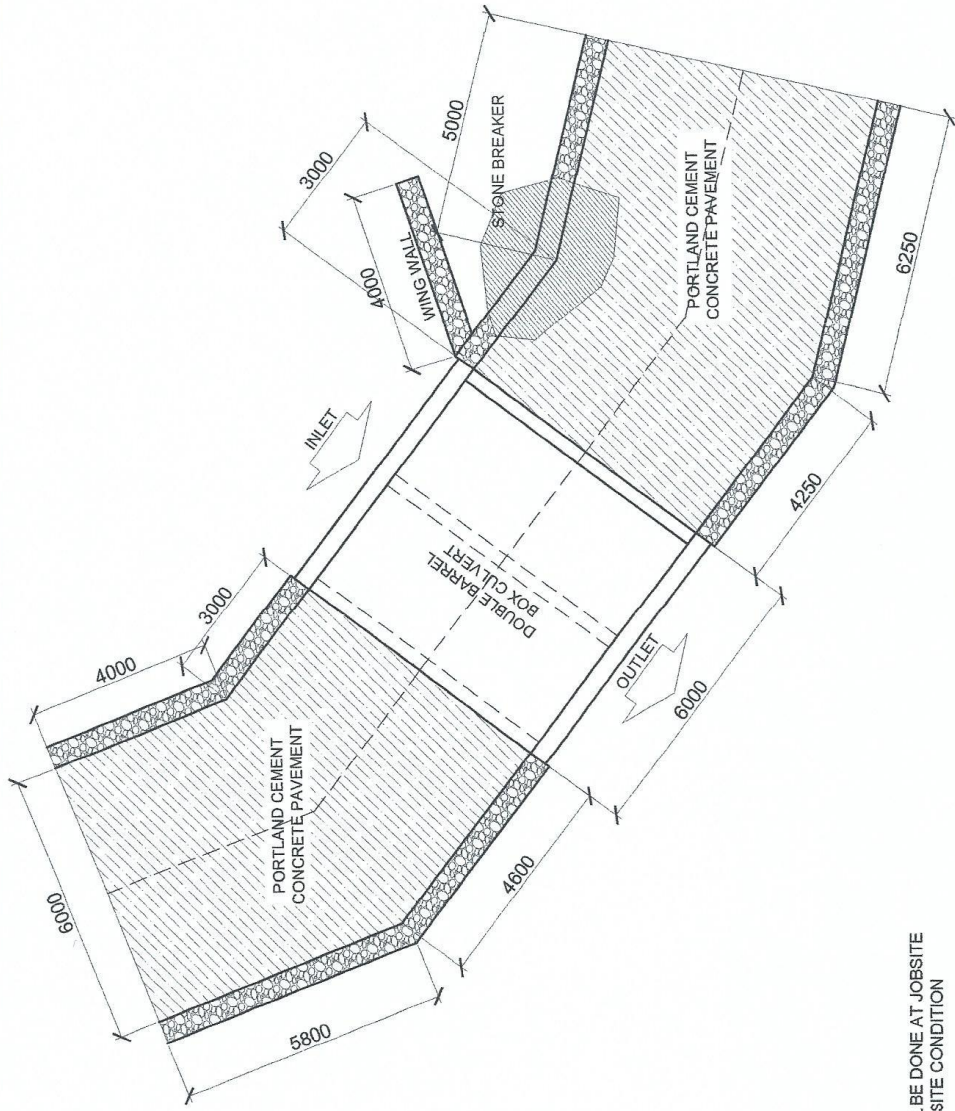 5000
3000
4000
WING WALL
STONE BREAKER
INLET
3000
4000
PORTLAND CEMENT
CONCRETE PAVEMENT
6250
4250
DOUBLE BARREL
BOX CULVERT
OUTLET
6000
PORTLAND CEMENT
CONCRETE PAVEMENT
6000
4600
5800
BE DONE AT JOBSITE
SITE CONDITION